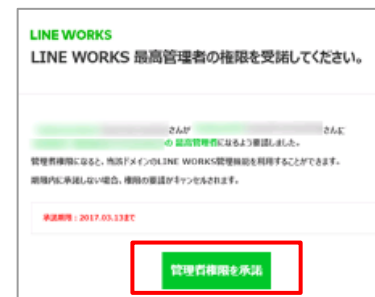 LINE WORKS
LINE WORKS 最高管理者の権限を受諾してください。
さんが さんに
の 最高管理者になるよう要請しました。
管理者権限になると、当該ドメインのLINE WORKS管理機能を利用することができます。
期限内に承諾しない場合、権限の要請がキャンセルされます。
承諾期限：2017.03.13まで
管理者権限を承諾